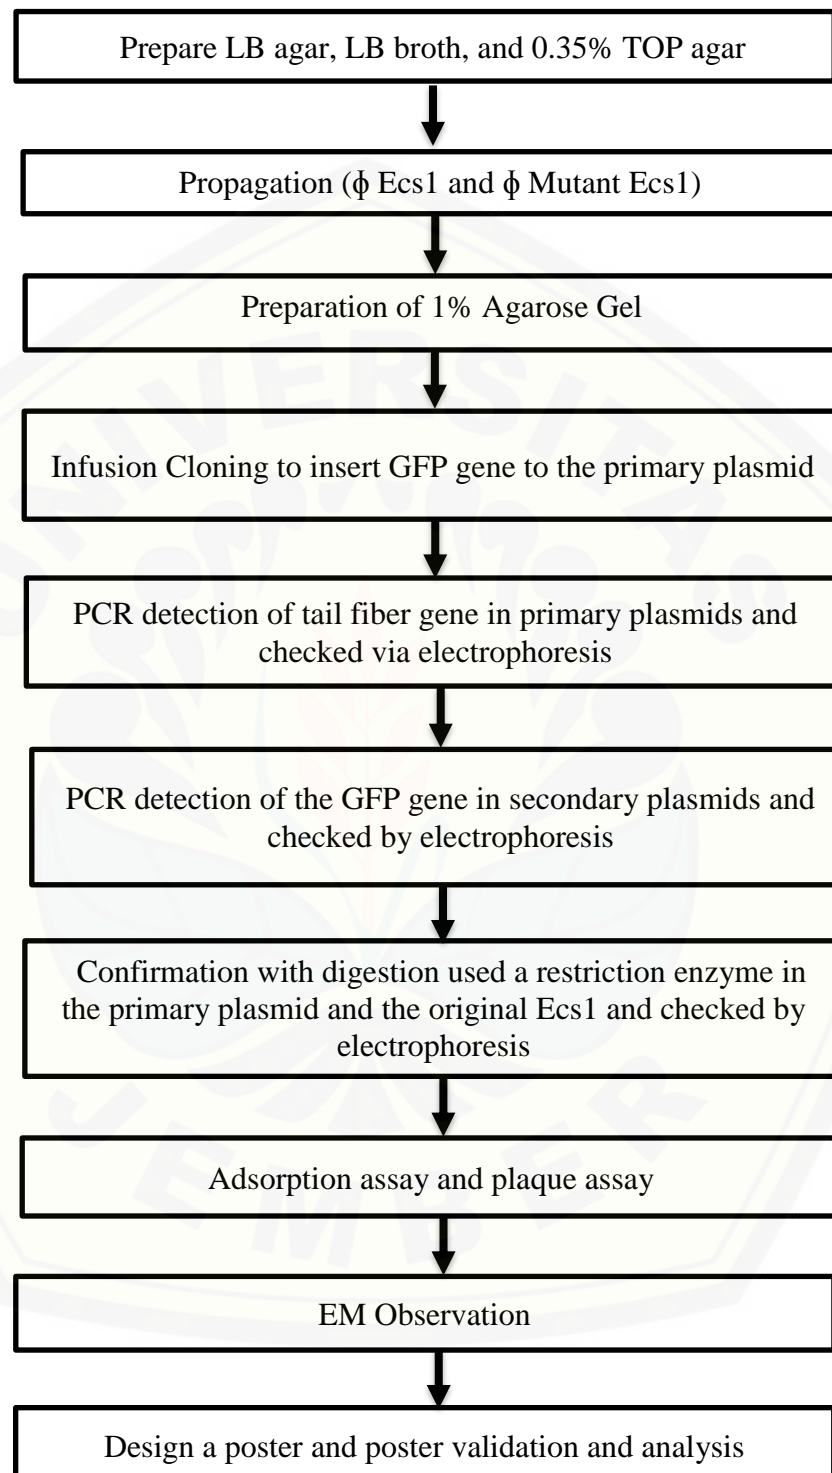 Prepare LB agar, LB broth, and 0.35% TOP agar
Propagation (ϕ Ecs1 and ϕ Mutant Ecs1)
Preparation of 1% Agarose Gel
Infusion Cloning to insert GFP gene to the primary plasmid
PCR detection of tail fiber gene in primary plasmids and
checked via electrophoresis
PCR detection of the GFP gene in secondary plasmids and
checked by electrophoresis
Confirmation with digestion used a restriction enzyme in
the primary plasmid and the original Ecs1 and checked by
electrophoresis
Adsorption assay and plaque assay
EM Observation
Design a poster and poster validation and analysis
UNIVERSITAS
JEMBER